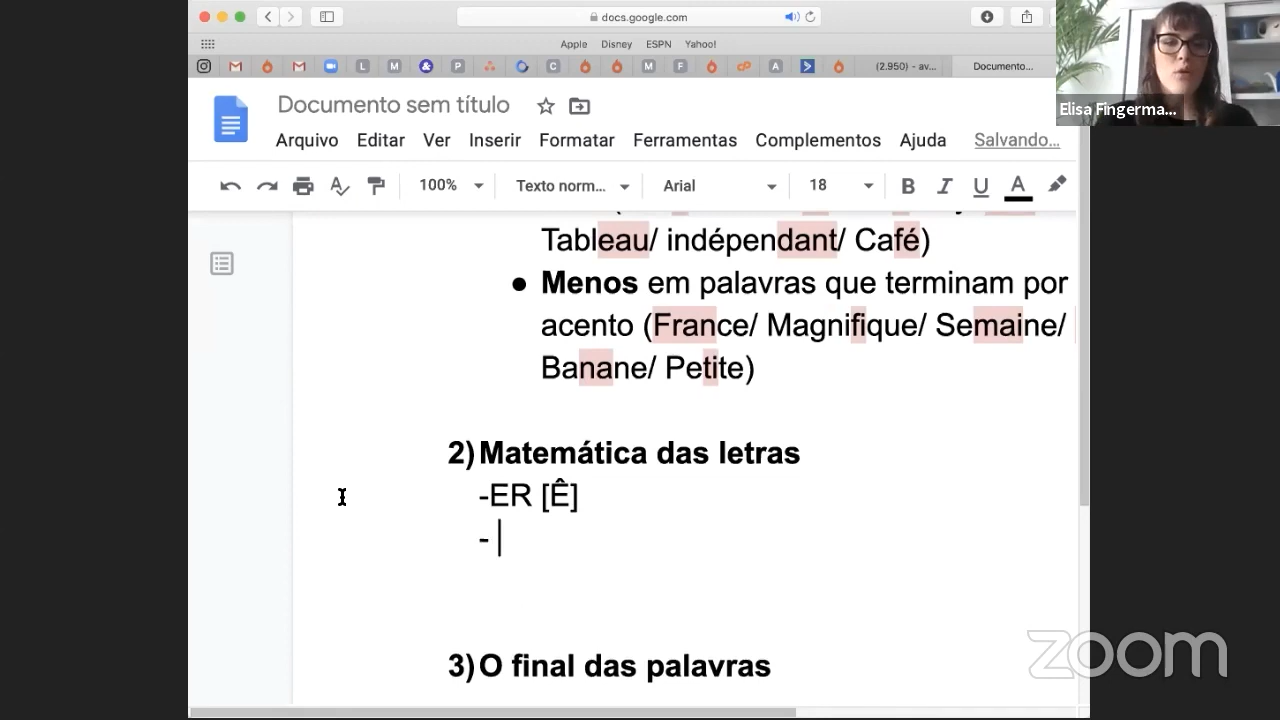 docs.google.com
Apple Disney ESPN Yahoo!
L M & P C M F A (2.950) - av... Documento...
Elisa Fingerma...
Documento sem título
Arquivo Editar Ver Inserir Formatar Ferramentas Complementos Ajuda Salvando...
100% Texto norm... Arial 18 B I U A
Tableau/ indépendant/ Café)
● Menos em palavras que terminam por
acento (France/ Magnifique/ Semaine/
Banane/ Petite)
2) Matemática das letras
-ER [Ê]
-
3) O final das palavras
zoom